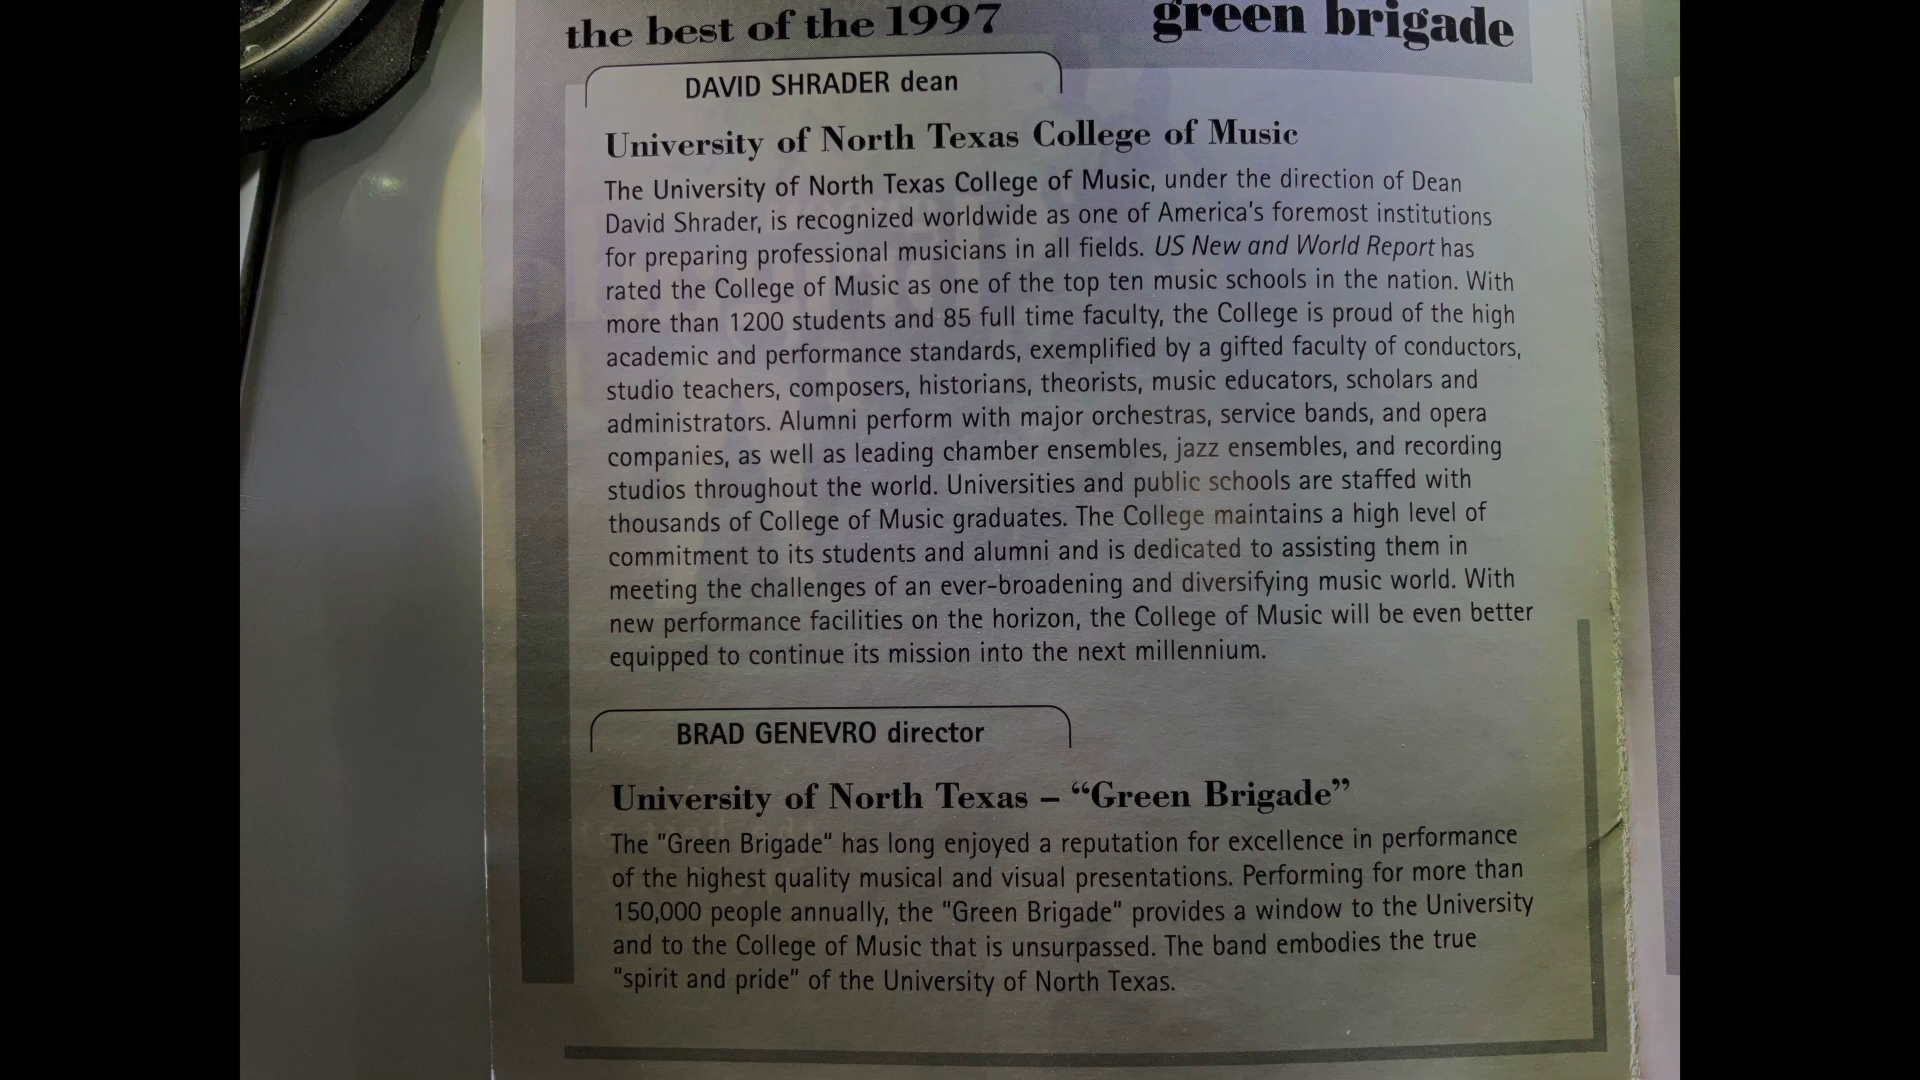 the best of the 1997 green brigade
DAVID SHRADER dean
University of North Texas College of Music
The University of North Texas College of Music, under the direction of Dean
David Shrader, is recognized worldwide as one of America's foremost institutions
for preparing professional musicians in all fields. US New and World Report has
rated the College of Music as one of the top ten music schools in the nation. With
more than 1200 students and 85 full time faculty, the College is proud of the high
academic and performance standards, exemplified by a gifted faculty of conductors,
studio teachers, composers, historians, theorists, music educators, scholars and
administrators. Alumni perform with major orchestras, service bands, and opera
companies, as well as leading chamber ensembles, jazz ensembles, and recording
studios throughout the world. Universities and public schools are staffed with
thousands of College of Music graduates. The College maintains a high level of
commitment to its students and alumni and is dedicated to assisting them in
meeting the challenges of an ever-broadening and diversifying music world. With
new performance facilities on the horizon, the College of Music will be even better
equipped to continue its mission into the next millennium.
BRAD GENEVRO director
University of North Texas – “Green Brigade”
The "Green Brigade" has long enjoyed a reputation for excellence in performance
of the highest quality musical and visual presentations. Performing for more than
150,000 people annually, the "Green Brigade" provides a window to the University
and to the College of Music that is unsurpassed. The band embodies the true
"spirit and pride" of the University of North Texas.